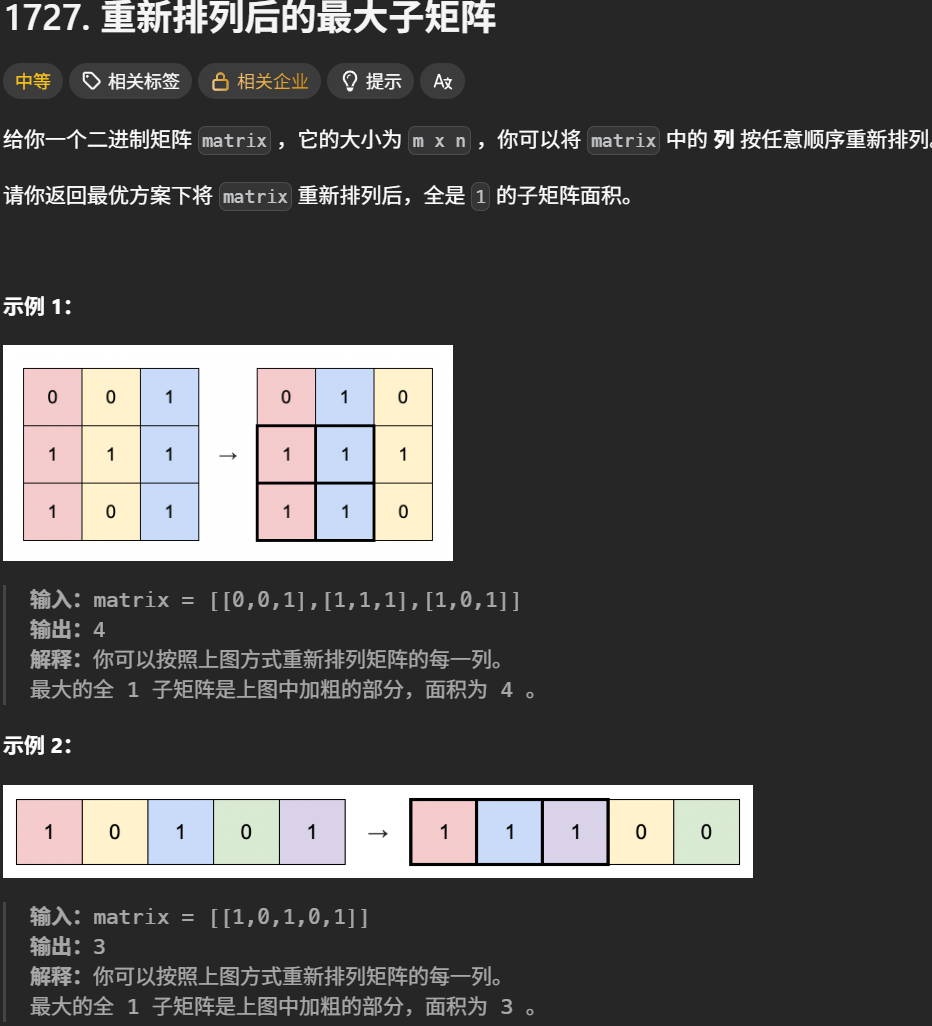 1727. 重新排列后的最大子矩阵
中等 相关标签 相关企业 提示
给你一个二进制矩阵 matrix ，它的大小为 m x n ，你可以将 matrix 中的 列 按任意顺序重新排列。
请你返回最优方案下将 matrix 重新排列后，全是 1 的子矩阵面积。
示例 1：
0 0 1 0 1 0
1 1 1 → 1 1 1
1 0 1 1 1 0
输入：matrix = [[0,0,1],[1,1,1],[1,0,1]]
输出：4
解释：你可以按照上图方式重新排列矩阵的每一列。
最大的全 1 子矩阵是上图中加粗的部分，面积为 4 。
示例 2：
1 0 1 0 1 → 1 1 1 0 0
输入：matrix = [[1,0,1,0,1]]
输出：3
解释：你可以按照上图方式重新排列矩阵的每一列。
最大的全 1 子矩阵是上图中加粗的部分，面积为 3 。